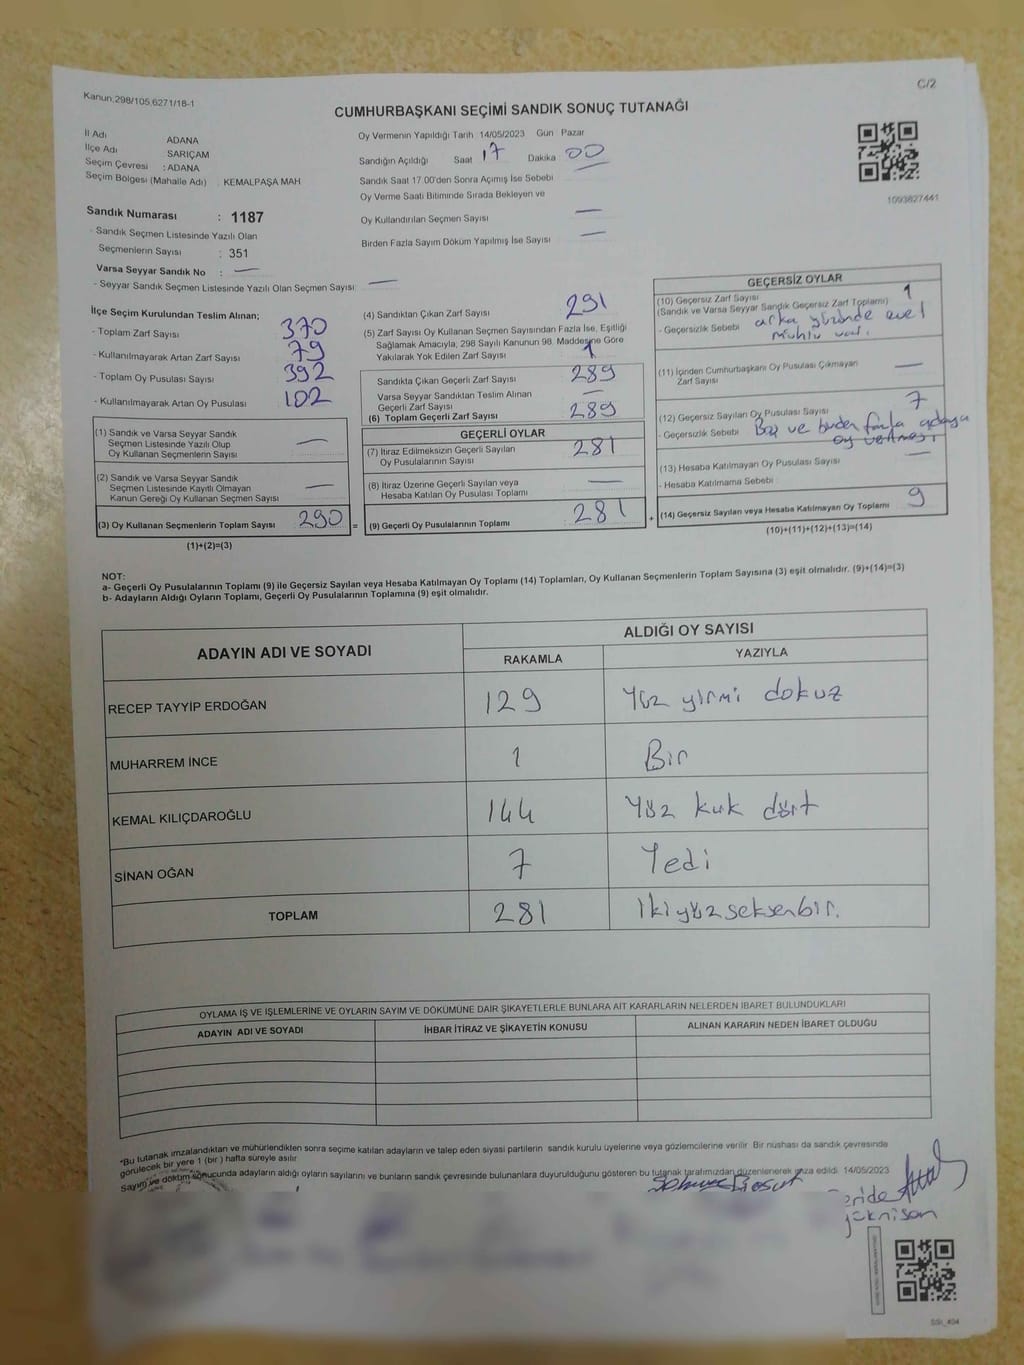 Kanun.298/105,6271/18-1
C/2
CUMHURBAŞKANI SEÇİMİ SANDIK SONUÇ TUTANAĞI
İl Adı ADANA
İlçe Adı SARIÇAM
Seçim Çevresi : ADANA
Seçim Bölgesi (Mahalle Adı) : KEMALPAŞA MAH
Oy Vermenin Yapıldığı Tarih 14/05/2023 Gün Pazar
Sandığın Açıldığı Saat 17 Dakika 00
Sandık Saat 17.00'den Sonra Açımış İse Sebebi
Oy Verme Saati Bitiminde Sırada Bekleyen ve
Oy Kullandırılan Seçmen Sayısı —
Birden Fazla Sayım Döküm Yapılmış İse Sayısı —
1093827441
Sandık Numarası : 1187
- Sandık Seçmen Listesinde Yazılı Olan
Seçmenlerin Sayısı : 351
Varsa Seyyar Sandık No : —
- Seyyar Sandık Seçmen Listesinde Yazılı Olan Seçmen Sayısı : —
İlçe Seçim Kurulundan Teslim Alınan;
- Toplam Zarf Sayısı : 370
- Kullanılmayarak Artan Zarf Sayısı : 79
- Toplam Oy Pusulası Sayısı : 392
- Kullanılmayarak Artan Oy Pusulası : 102
(1) Sandık ve Varsa Seyyar Sandık
Seçmen Listesinde Yazılı Olup
Oy Kullanan Seçmenlerin Sayısı : —
(2) Sandık ve Varsa Seyyar Sandık
Seçmen Listesinde Kayıtlı Olmayan
Kanun Gereği Oy Kullanan Seçmen Sayısı : —
(3) Oy Kullanan Seçmenlerin Toplam Sayısı : 290 =
(1)+(2)=(3)
(4) Sandıktan Çıkan Zarf Sayısı : 291
(5) Zarf Sayısı Oy Kullanan Seçmen Sayısından Fazla İse, Eşitliği
Sağlamak Amacıyla, 298 Sayılı Kanunun 98. Maddesine Göre
Yakılarak Yok Edilen Zarf Sayısı : 1
Sandıkta Çıkan Geçerli Zarf Sayısı : 289
Varsa Seyyar Sandıktan Teslim Alınan
Geçerli Zarf Sayısı : —
(6) Toplam Geçerli Zarf Sayısı : 289
GEÇERLİ OYLAR
(7) İtiraz Edilmeksizin Geçerli Sayılan
Oy Pusulalarının Sayısı : 281
(8) İtiraz Üzerine Geçerli Sayılan veya
Hesaba Katılan Oy Pusulası Toplamı : —
(9) Geçerli Oy Pusulalarının Toplamı : 281 +
GEÇERSİZ OYLAR
(10) Geçersiz Zarf Sayısı : 1
(Sandık ve Varsa Seyyar Sandık Geçersiz Zarf Toplamı)
- Geçersizlik Sebebi : arka yüzünde evet
mühlü var.
(11) İçinden Cumhurbaşkanı Oy Pusulası Çıkmayan
Zarf Sayısı : —
(12) Geçersiz Sayılan Oy Pusulası Sayısı : 7
- Geçersizlik Sebebi : Boş ve birden fazla adaya
oy verilmesi
(13) Hesaba Katılmayan Oy Pusulası Sayısı : —
- Hesaba Katılmama Sebebi :
(14) Geçersiz Sayılan veya Hesaba Katılmayan Oy Toplamı : 9
(10)+(11)+(12)+(13)=(14)
NOT:
a- Geçerli Oy Pusulalarının Toplamı (9) ile Geçersiz Sayılan veya Hesaba Katılmayan Oy Toplamı (14) Toplamları, Oy Kullanan Seçmenlerin Toplam Sayısına (3) eşit olmalıdır. (9)+(14)=(3)
b- Adayların Aldığı Oyların Toplamı, Geçerli Oy Pusulalarının Toplamına (9) eşit olmalıdır.
ADAYIN ADI VE SOYADI
ALDIĞI OY SAYISI
RAKAMLA YAZIYLA
RECEP TAYYİP ERDOĞAN 129 Yüz yirmi dokuz
MUHARREM İNCE 1 Bir
KEMAL KILIÇDAROĞLU 144 Yüz kırk dört
SİNAN OĞAN 7 Yedi
TOPLAM 281 İkiyüzseksenbir.
OYLAMA İŞ VE İŞLEMLERİNE VE OYLARIN SAYIM VE DÖKÜMÜNE DAİR ŞİKAYETLERLE BUNLARA AİT KARARLARIN NELERDEN İBARET BULUNDUKLARI
ADAYIN ADI VE SOYADI İHBAR İTİRAZ VE ŞİKAYETİN KONUSU ALINAN KARARIN NEDEN İBARET OLDUĞU
*Bu tutanak imzalandıktan ve mühürlendikten sonra seçime katılan adayların ve talep eden siyasi partilerin sandık kurulu üyelerine veya gözlemcilerine verilir. Bir nüshası da sandık çevresinde
görülecek bir yere 1 (bir) hafta süreyle asılır.
Sayım ve döküm sonucunda adayların aldığı oyların sayılarını ve bunların sandık çevresinde bulunanlara duyurulduğunu gösteren bu tutanak tarafımızdan düzenlenerek imza edildi. 14/05/2023
SSI_404